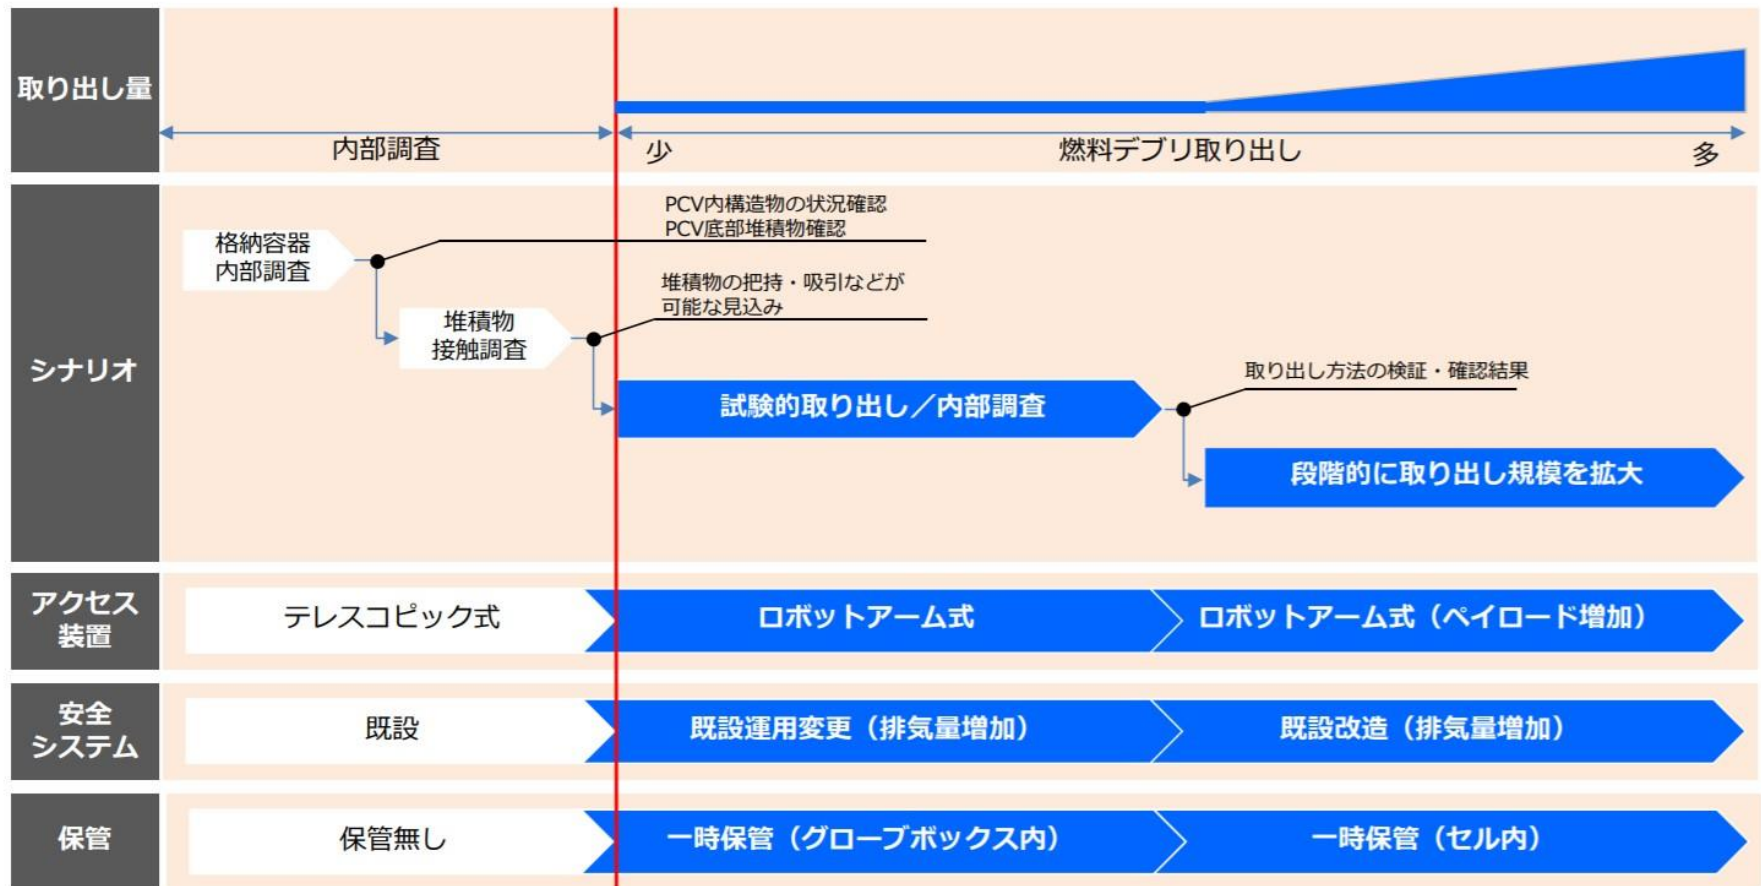 取り出し量
内部調査
少
燃料デブリ取り出し
多
シナリオ
格納容器
内部調査
PCV内構造物の状況確認
PCV底部堆積物確認
堆積物
接触調査
堆積物の把持・吸引などが
可能な見込み
試験的取り出し／内部調査
取り出し方法の検証・確認結果
段階的に取り出し規模を拡大
アクセス
装置
テレスコピック式
ロボットアーム式
ロボットアーム式（ペイロード増加）
安全
システム
既設
既設運用変更（排気量増加）
既設改造（排気量増加）
保管
保管無し
一時保管（グローブボックス内）
一時保管（セル内）